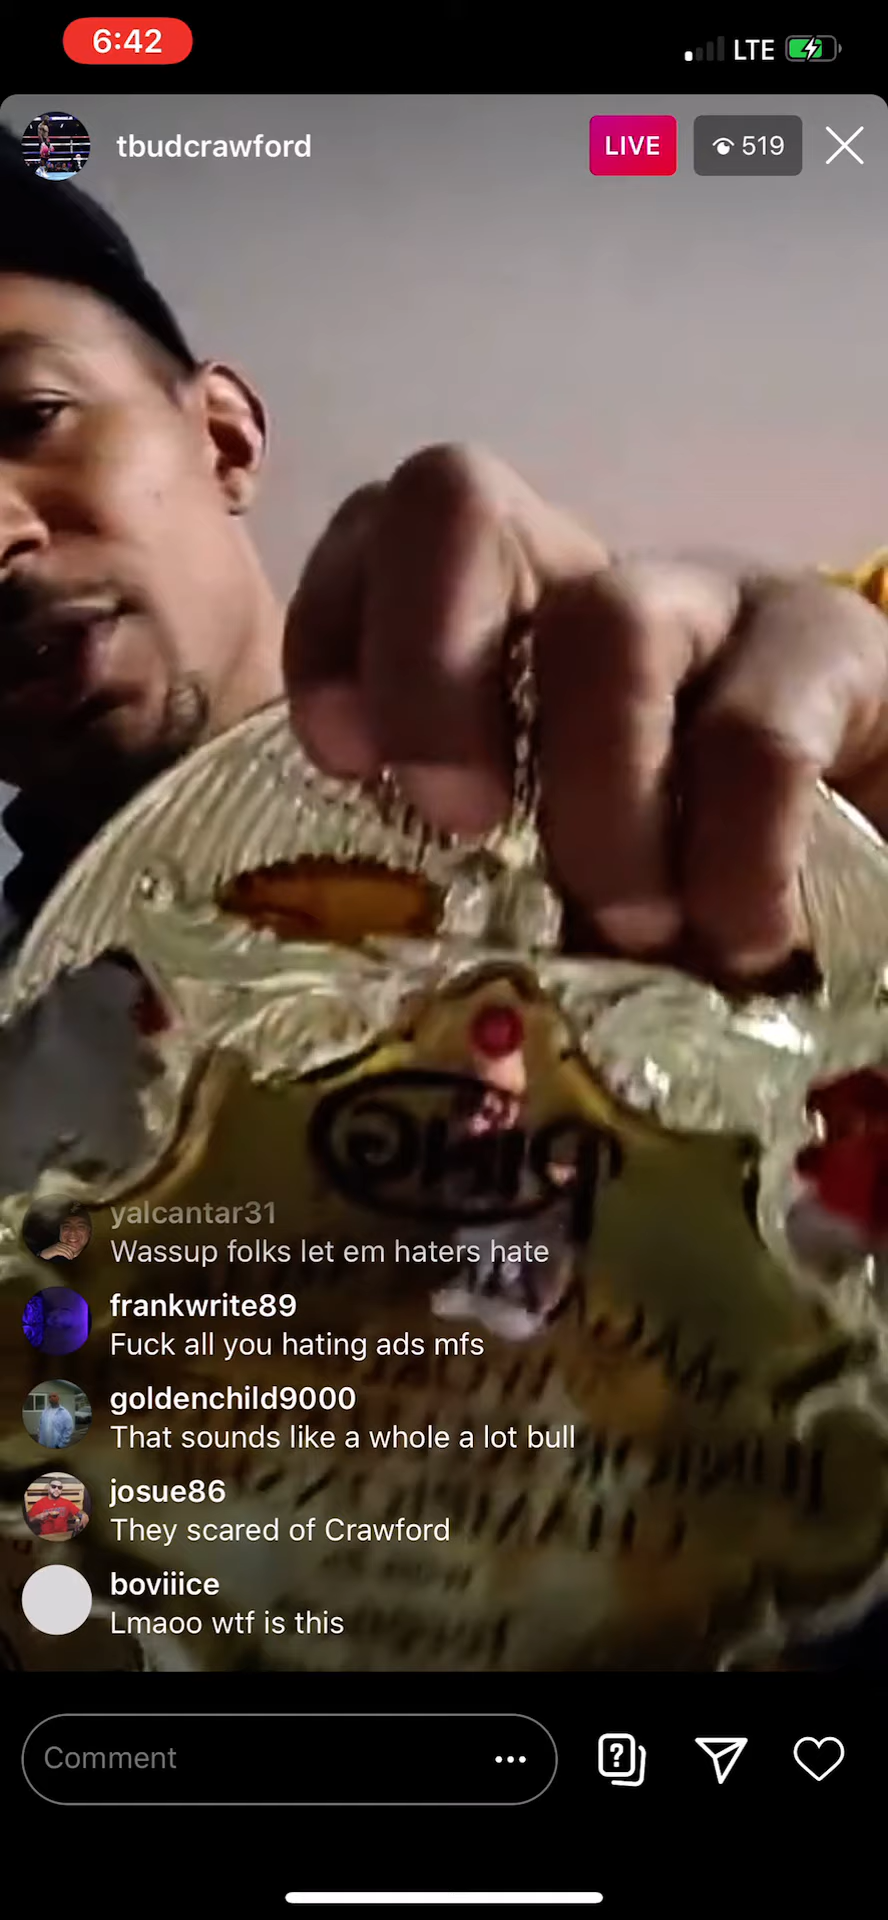 6:42
LTE
tbudcrawford
LIVE
519
yalcantar31
Wassup folks let em haters hate
frankwrite89
Fuck all you hating ads mfs
goldenchild9000
That sounds like a whole a lot bull
josue86
They scared of Crawford
boviiice
Lmaoo wtf is this
Comment